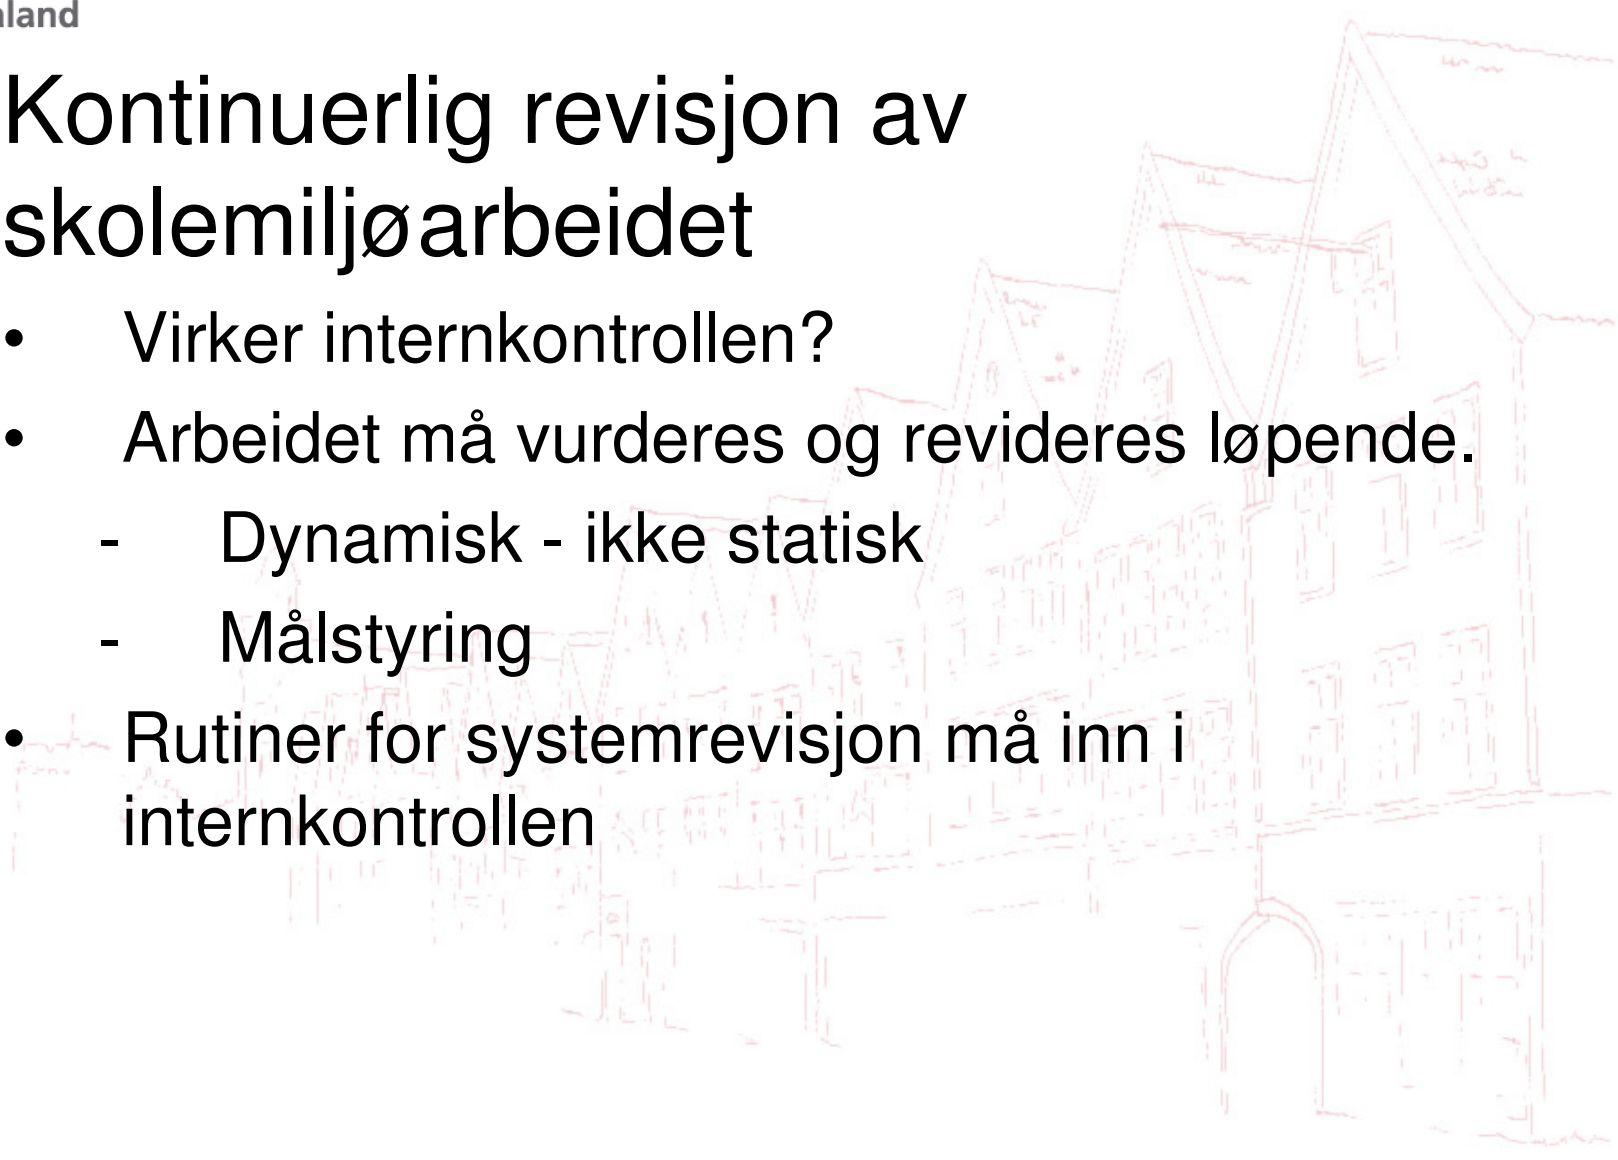 aland
Kontinuerlig revisjon av
skolemiljøarbeidet
• Virker internkontrollen?
• Arbeidet må vurderes og revideres løpende.
- Dynamisk - ikke statisk
- Målstyring
• Rutiner for systemrevisjon må inn i
internkontrollen